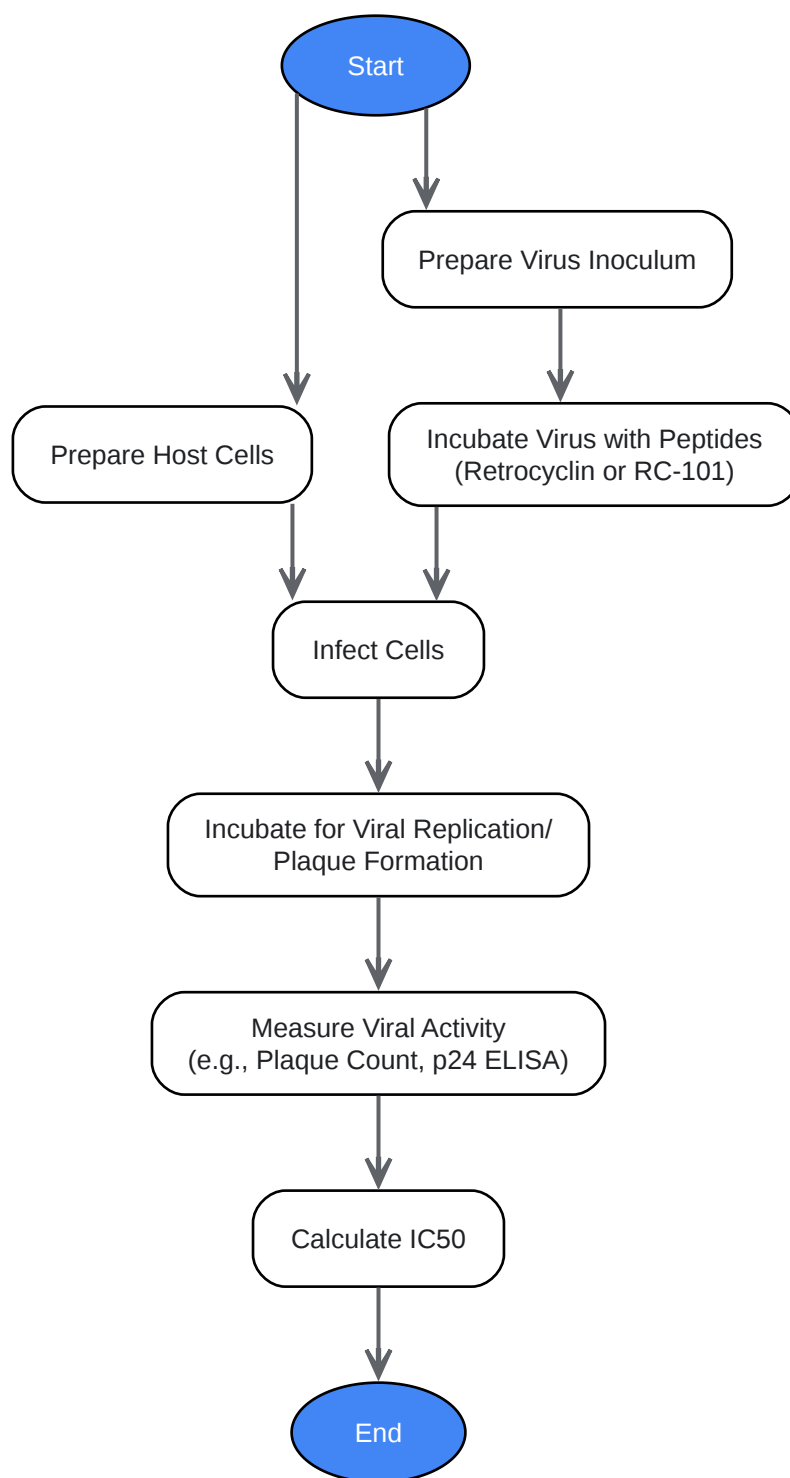 Start
Prepare Virus Inoculum
Prepare Host Cells
Incubate Virus with Peptides
(Retrocyclin or RC-101)
Infect Cells
Incubate for Viral Replication/
Plaque Formation
Measure Viral Activity
(e.g., Plaque Count, p24 ELISA)
Calculate IC50
End